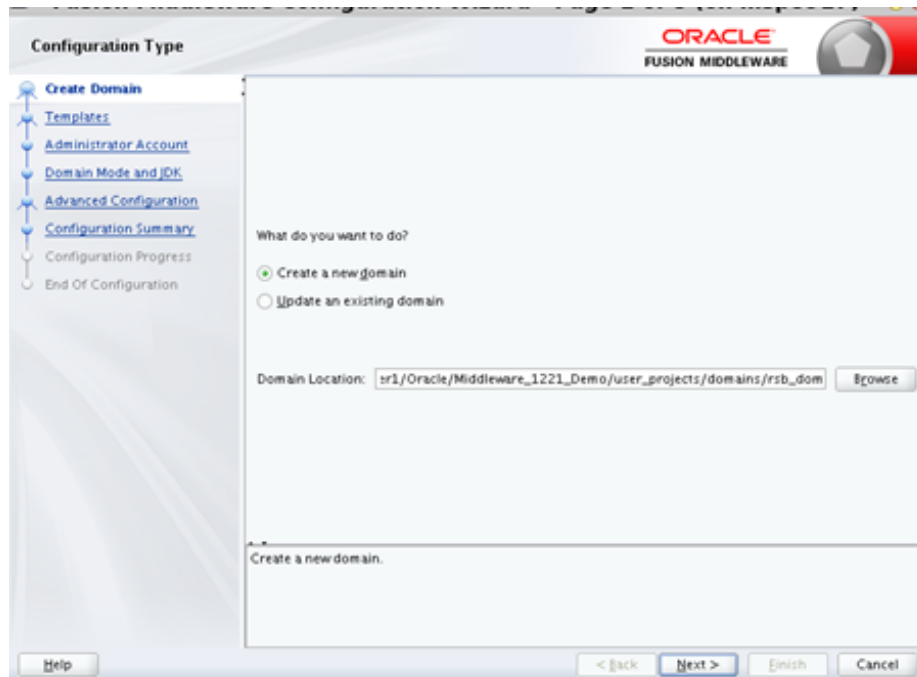 Configuration Type
ORACLE
FUSION MIDDLEWARE
Create Domain
Templates
Administrator Account
Domain Mode and JDK
Advanced Configuration
Configuration Summary
Configuration Progress
End Of Configuration
What do you want to do?
Create a new domain
Update an existing domain
Domain Location: er1/Oracle/Middleware_1221_Demo/user_projects/domains/rsb_dom Browse
Create a new domain.
Help < Back Next > Finish Cancel